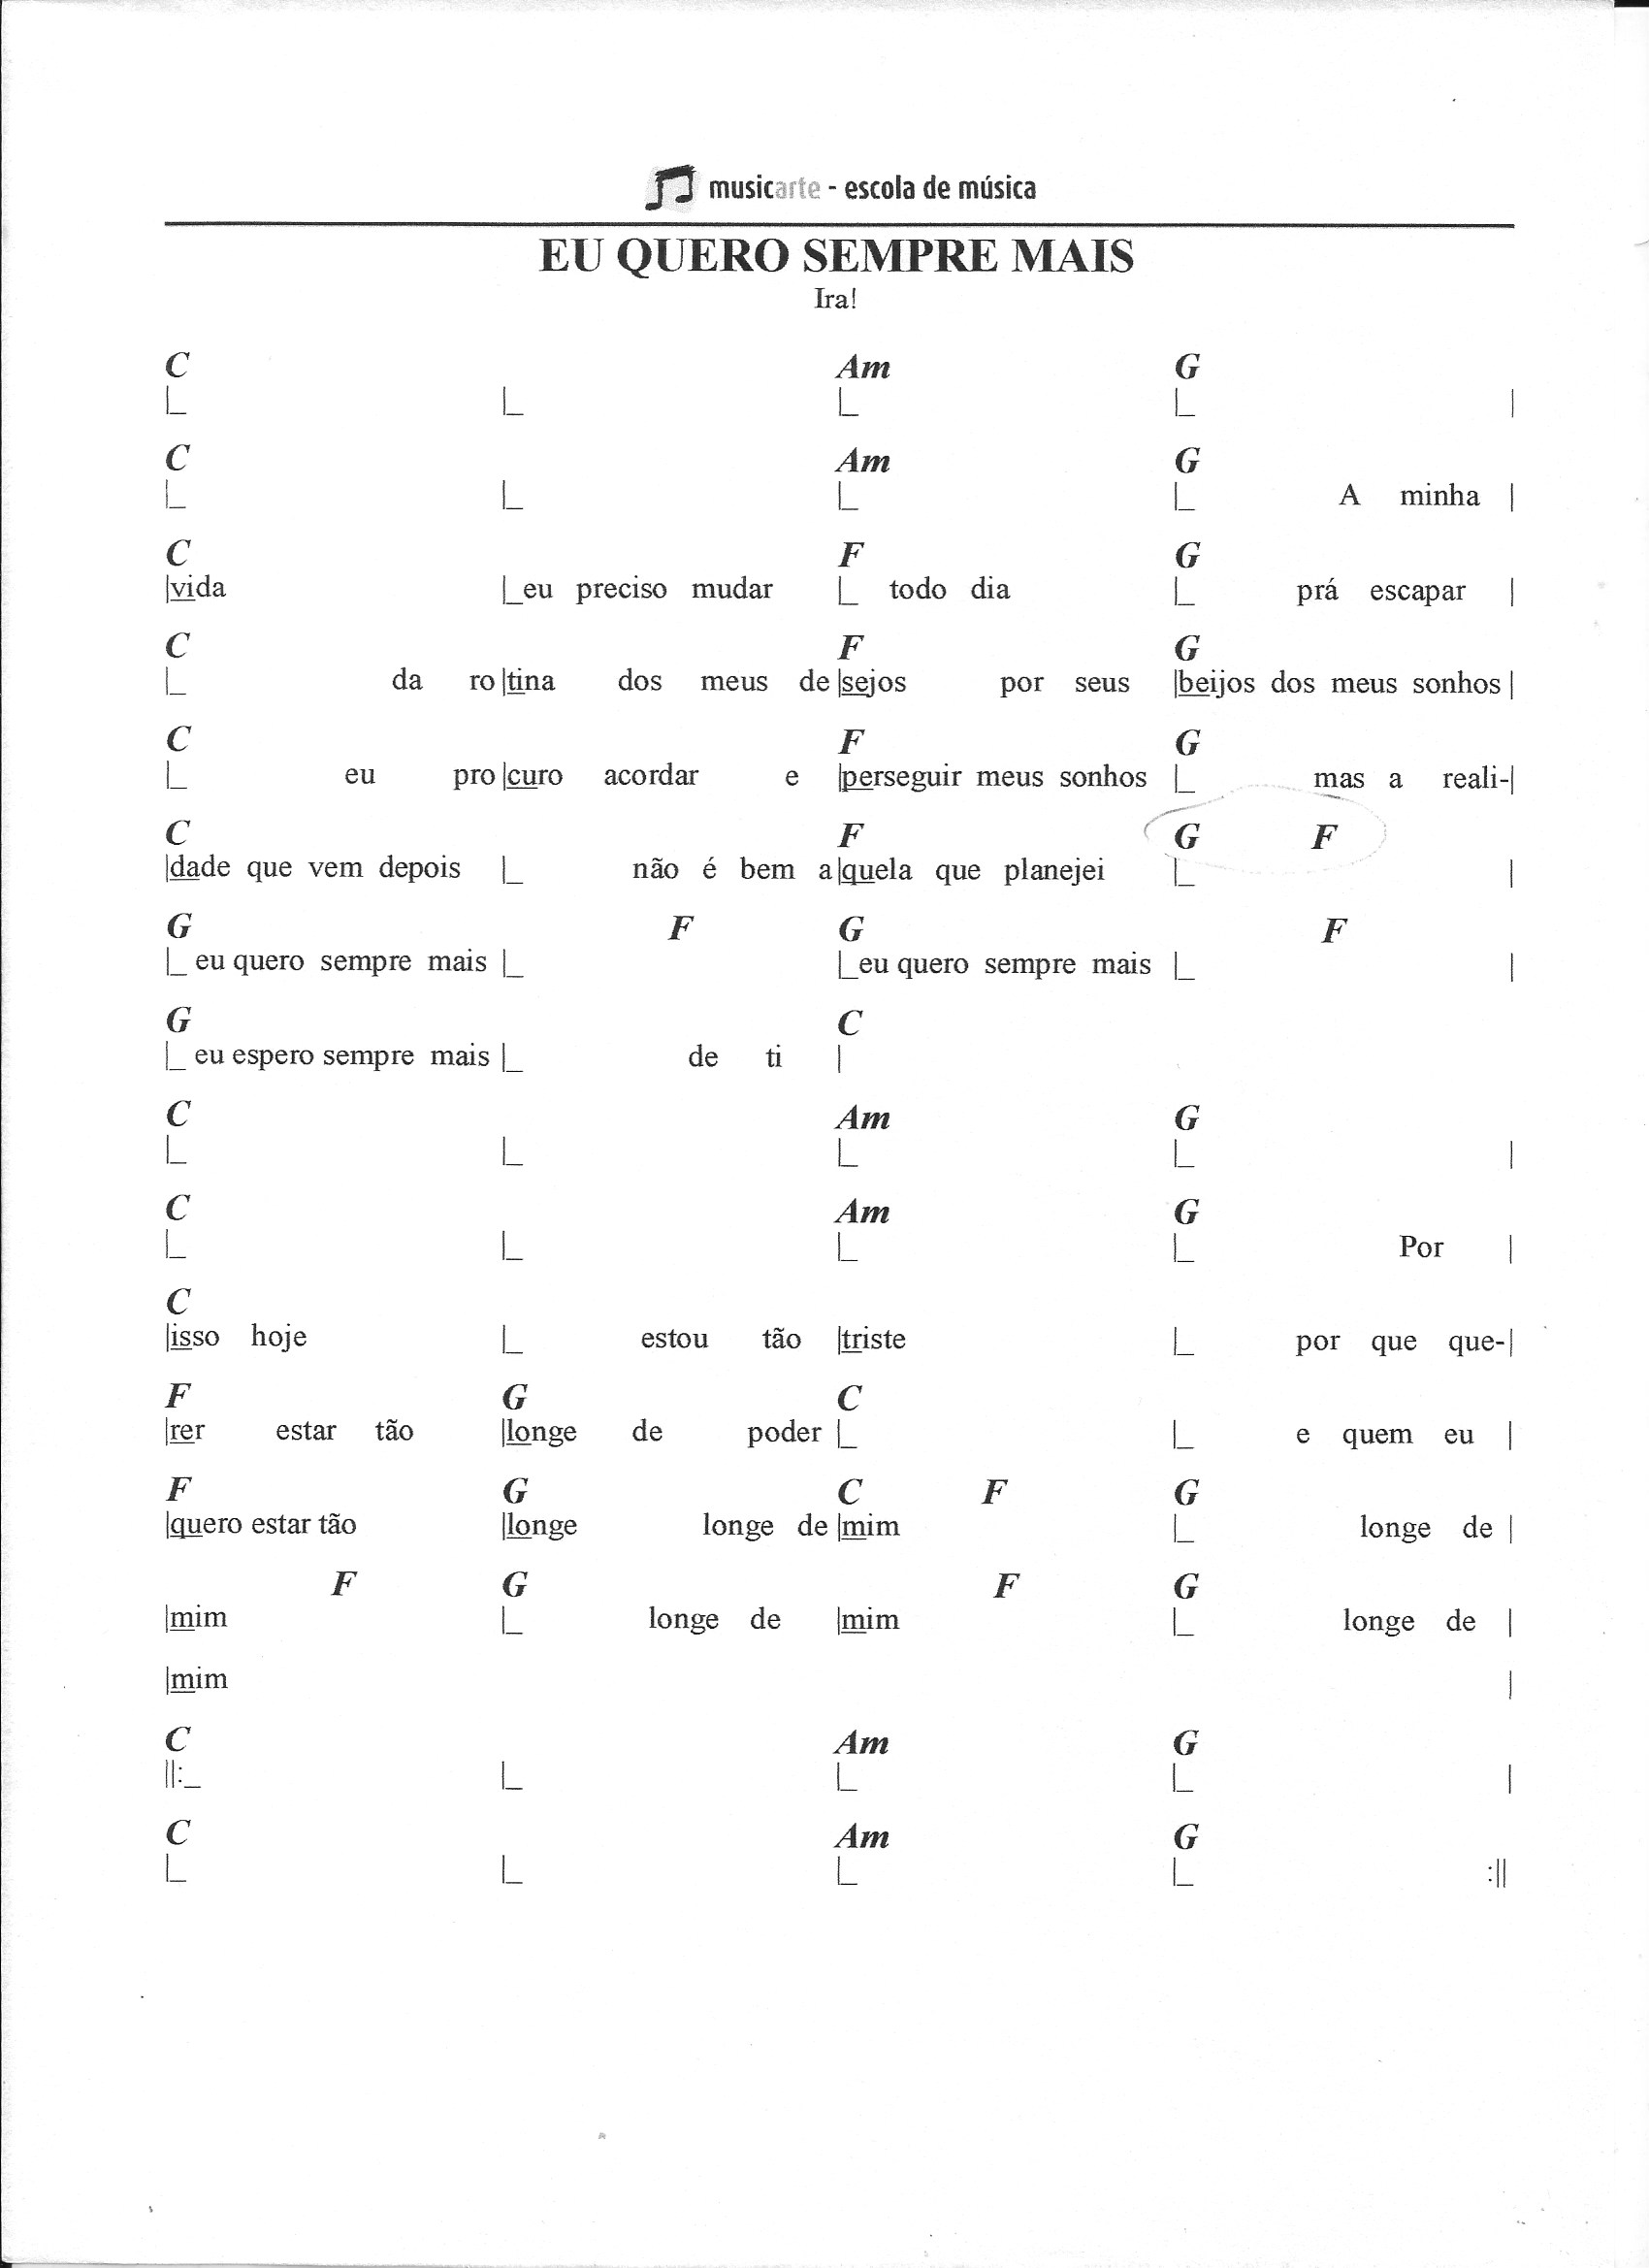 musicarte - escola de música
EU QUERO SEMPRE MAIS
Ira!
C Am G
|_ |_ |_ |_ |
C Am G
|_ |_ |_ |_ A minha |
C F G
|vida |_eu preciso mudar |_ todo dia |_ prá escapar |
C F G
|_ da ro|tina dos meus de|sejos por seus |beijos dos meus sonhos|
C F G
|_ eu pro|curo acordar e |perseguir meus sonhos |_ mas a reali-|
C F G F
|dade que vem depois |_ não é bem a|quela que planejei |_ |
G F G F
|_ eu quero sempre mais |_ |_eu quero sempre mais |_ |
G C
|_ eu espero sempre mais |_ de ti |
C Am G
|_ |_ |_ |_ |
C Am G
|_ |_ |_ |_ Por |
C
|isso hoje |_ estou tão |triste |_ por que que-|
F G C
|rer estar tão |longe de poder |_ |_ e quem eu |
F G C F G
|quero estar tão |longe longe de |mim |_ longe de |
F G F G
|mim |_ longe de |mim |_ longe de |
|mim |
C Am G
||:_ |_ |_ |_ |
C Am G
|_ |_ |_ |_ :||